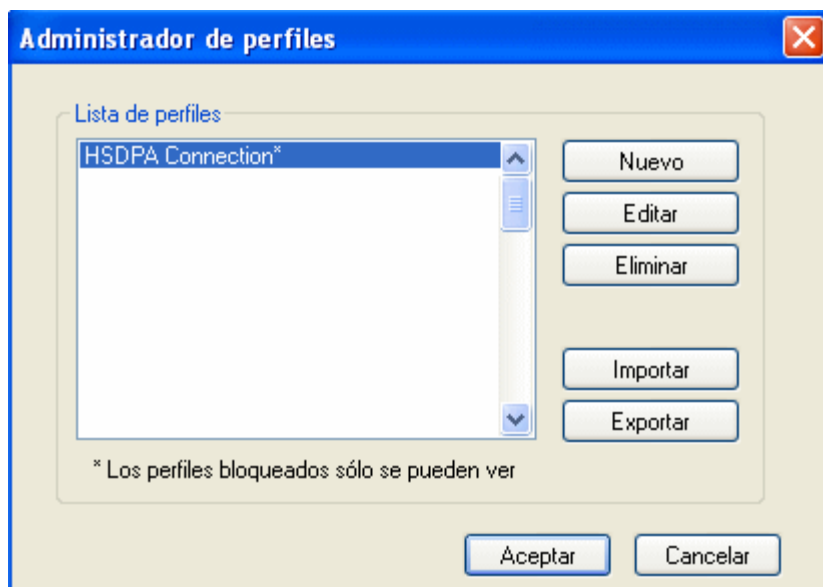 Administrador de perfiles
Lista de perfiles
HSDPA Connection*
Nuevo
Editar
Eliminar
Importar
Exportar
* Los perfiles bloqueados sólo se pueden ver
Aceptar
Cancelar